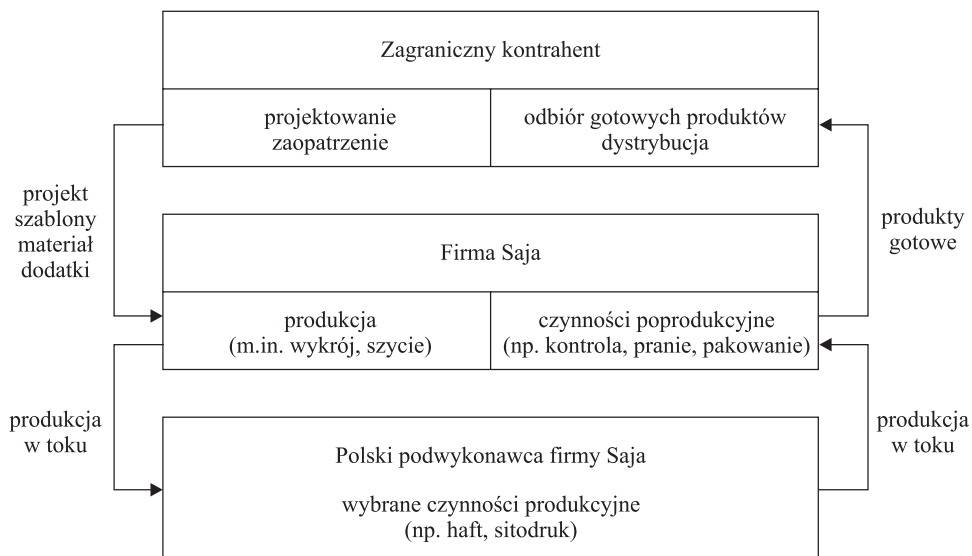 Zagraniczny kontrahent
projektowanie
zaopatrzenie
odbiór gotowych produktów
dystrybucja
projekt
szablony
materiał
dodatki
produkty
gotowe
Firma Saja
produkcja
(m.in. wykrój, szycie)
czynności poprodukcyjne
(np. kontrola, pranie, pakowanie)
produkcja
w toku
produkcja
w toku
Polski podwykonawca firmy Saja
wybrane czynności produkcyjne
(np. haft, sitodruk)